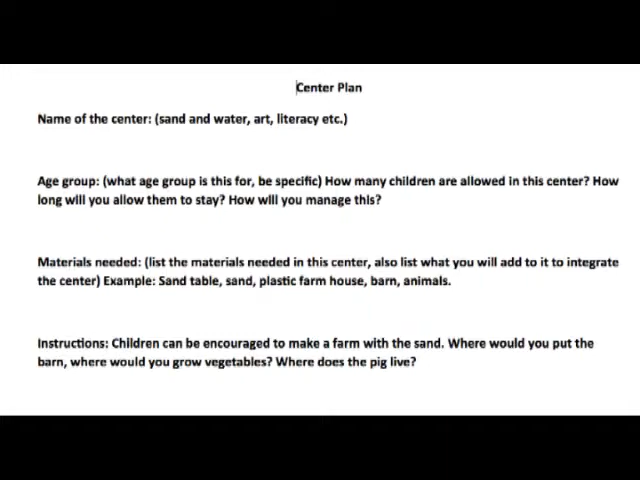 Center Plan
Name of the center: (sand and water, art, literacy etc.)
Age group: (what age group is this for, be specific) How many children are allowed in this center? How
long will you allow them to stay? How will you manage this?
Materials needed: (list the materials needed in this center, also list what you will add to it to integrate
the center) Example: Sand table, sand, plastic farm house, barn, animals.
Instructions: Children can be encouraged to make a farm with the sand. Where would you put the
barn, where would you grow vegetables? Where does the pig live?